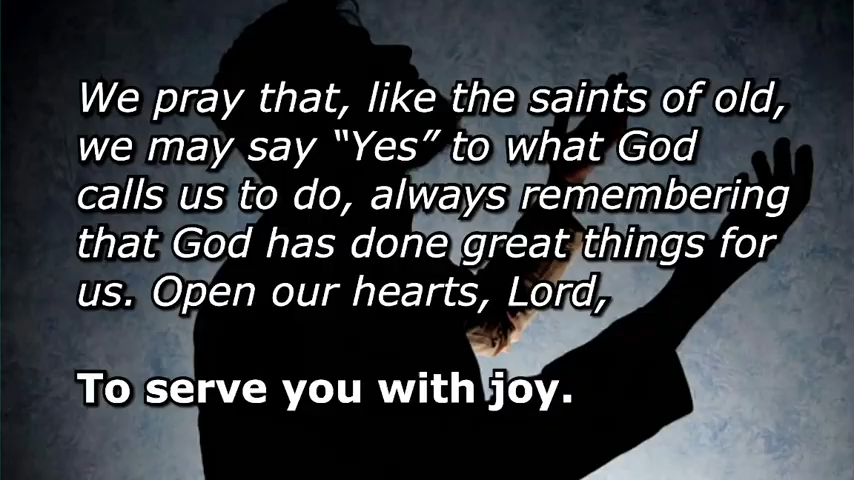 We pray that, like the saints of old,
we may say “Yes” to what God
calls us to do, always remembering
that God has done great things for
us. Open our hearts, Lord,
To serve you with joy.